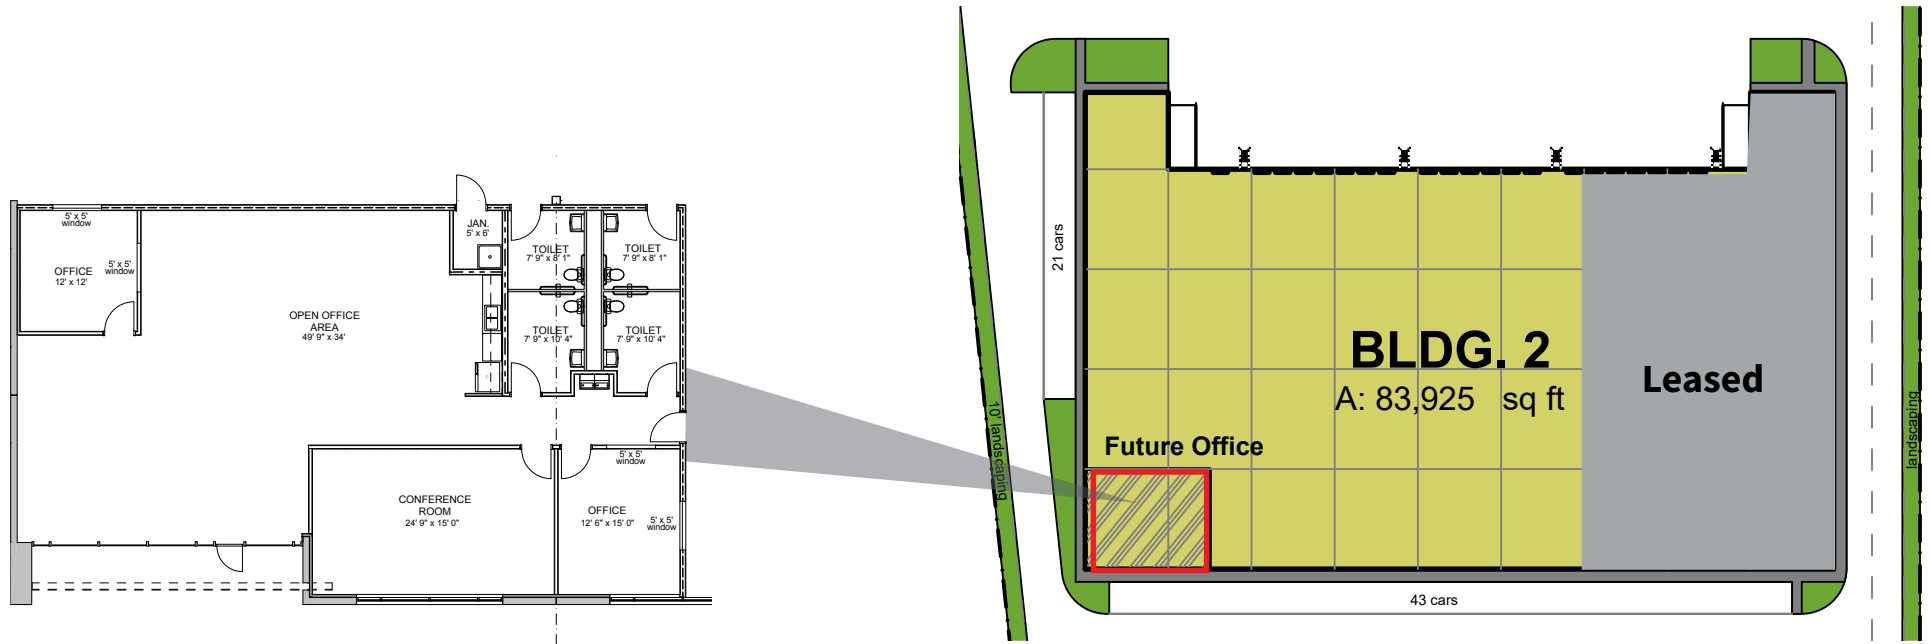 5' x 5'
window
OFFICE
12' x 12'
5' x 5'
window
OPEN OFFICE
AREA
49' 9" x 34'
JAN.
5' x 6'
TOILET
7' 9" x 8' 1"
TOILET
7' 9" x 8' 1"
TOILET
7' 9" x 10' 4"
TOILET
7' 9" x 10' 4"
CONFERENCE
ROOM
24' 9" x 15' 0"
5' x 5'
window
OFFICE
12' 6" x 15' 0"
5' x 5'
window
10' landscaping
21 cars
BLDG. 2
A: 83,925 sq ft
Leased
Future Office
43 cars
landscaping